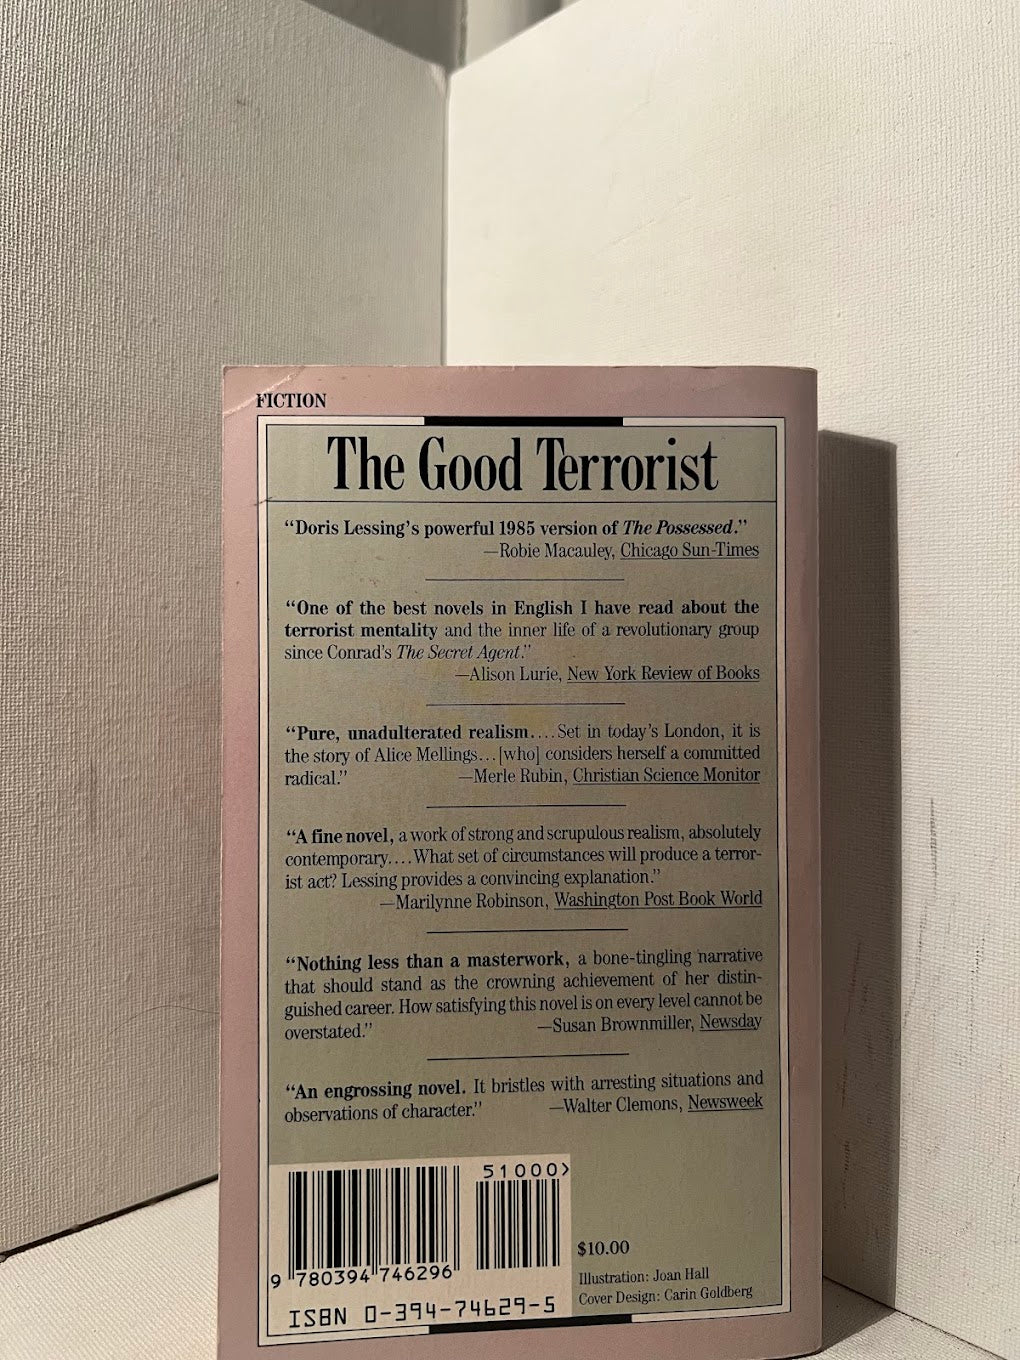 FICTION
The Good Terrorist
“Doris Lessing’s powerful 1985 version of The Possessed.”
—Robie Macauley, Chicago Sun-Times
“One of the best novels in English I have read about the
terrorist mentality and the inner life of a revolutionary group
since Conrad’s The Secret Agent.”
—Alison Lurie, New York Review of Books
“Pure, unadulterated realism....Set in today’s London, it is
the story of Alice Mellings...[who] considers herself a committed
radical.” —Merle Rubin, Christian Science Monitor
“A fine novel, a work of strong and scrupulous realism, absolutely
contemporary....What set of circumstances will produce a terror-
ist act? Lessing provides a convincing explanation.”
—Marilynne Robinson, Washington Post Book World
“Nothing less than a masterwork, a bone-tingling narrative
that should stand as the crowning achievement of her distin-
guished career. How satisfying this novel is on every level cannot be
overstated.” —Susan Brownmiller, Newsday
“An engrossing novel. It bristles with arresting situations and
observations of character.” —Walter Clemons, Newsweek
51000>
9 780394 746296
ISBN 0-394-74629-5
$10.00
Illustration: Joan Hall
Cover Design: Carin Goldberg